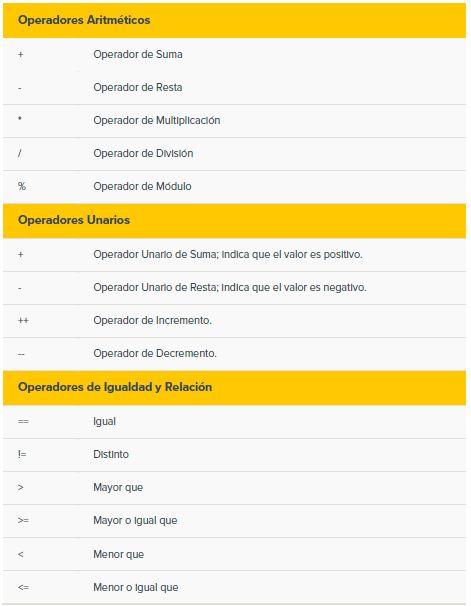 Operadores Aritméticos
+ Operador de Suma
- Operador de Resta
* Operador de Multiplicación
/ Operador de División
% Operador de Módulo
Operadores Unarios
+ Operador Unario de Suma; indica que el valor es positivo.
- Operador Unario de Resta; indica que el valor es negativo.
++ Operador de Incremento.
-- Operador de Decremento.
Operadores de Igualdad y Relación
== Igual
!= Distinto
> Mayor que
>= Mayor o igual que
< Menor que
<= Menor o igual que